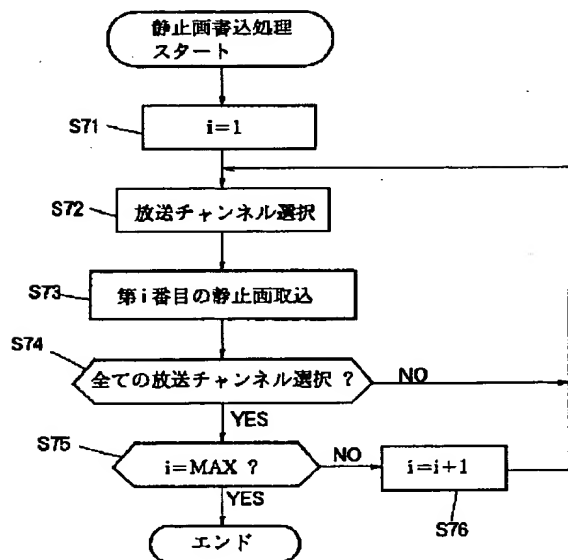 静止画書込処理
スタート
S71
i=1
S72
放送チャンネル選択
S73
第i番目の静止画取込
S74
全ての放送チャンネル選択 ?
NO
YES
S75
i=MAX ?
NO
i=i+1
YES
S76
エンド